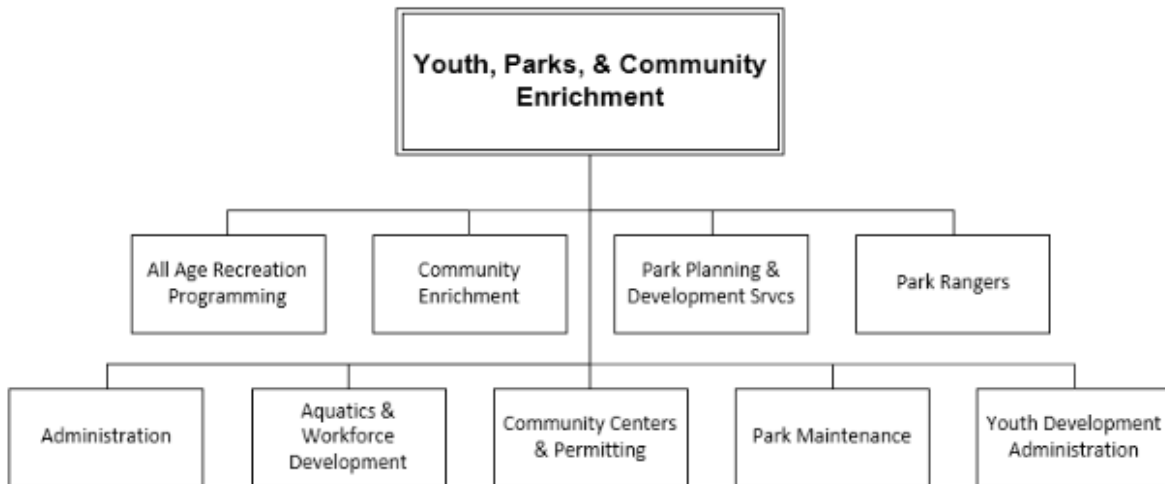 Youth, Parks, & Community
Enrichment
All Age Recreation
Programming
Community
Enrichment
Park Planning &
Development Srvcs
Park Rangers
Administration
Aquatics &
Workforce
Development
Community Centers
& Permitting
Park Maintenance
Youth Development
Administration